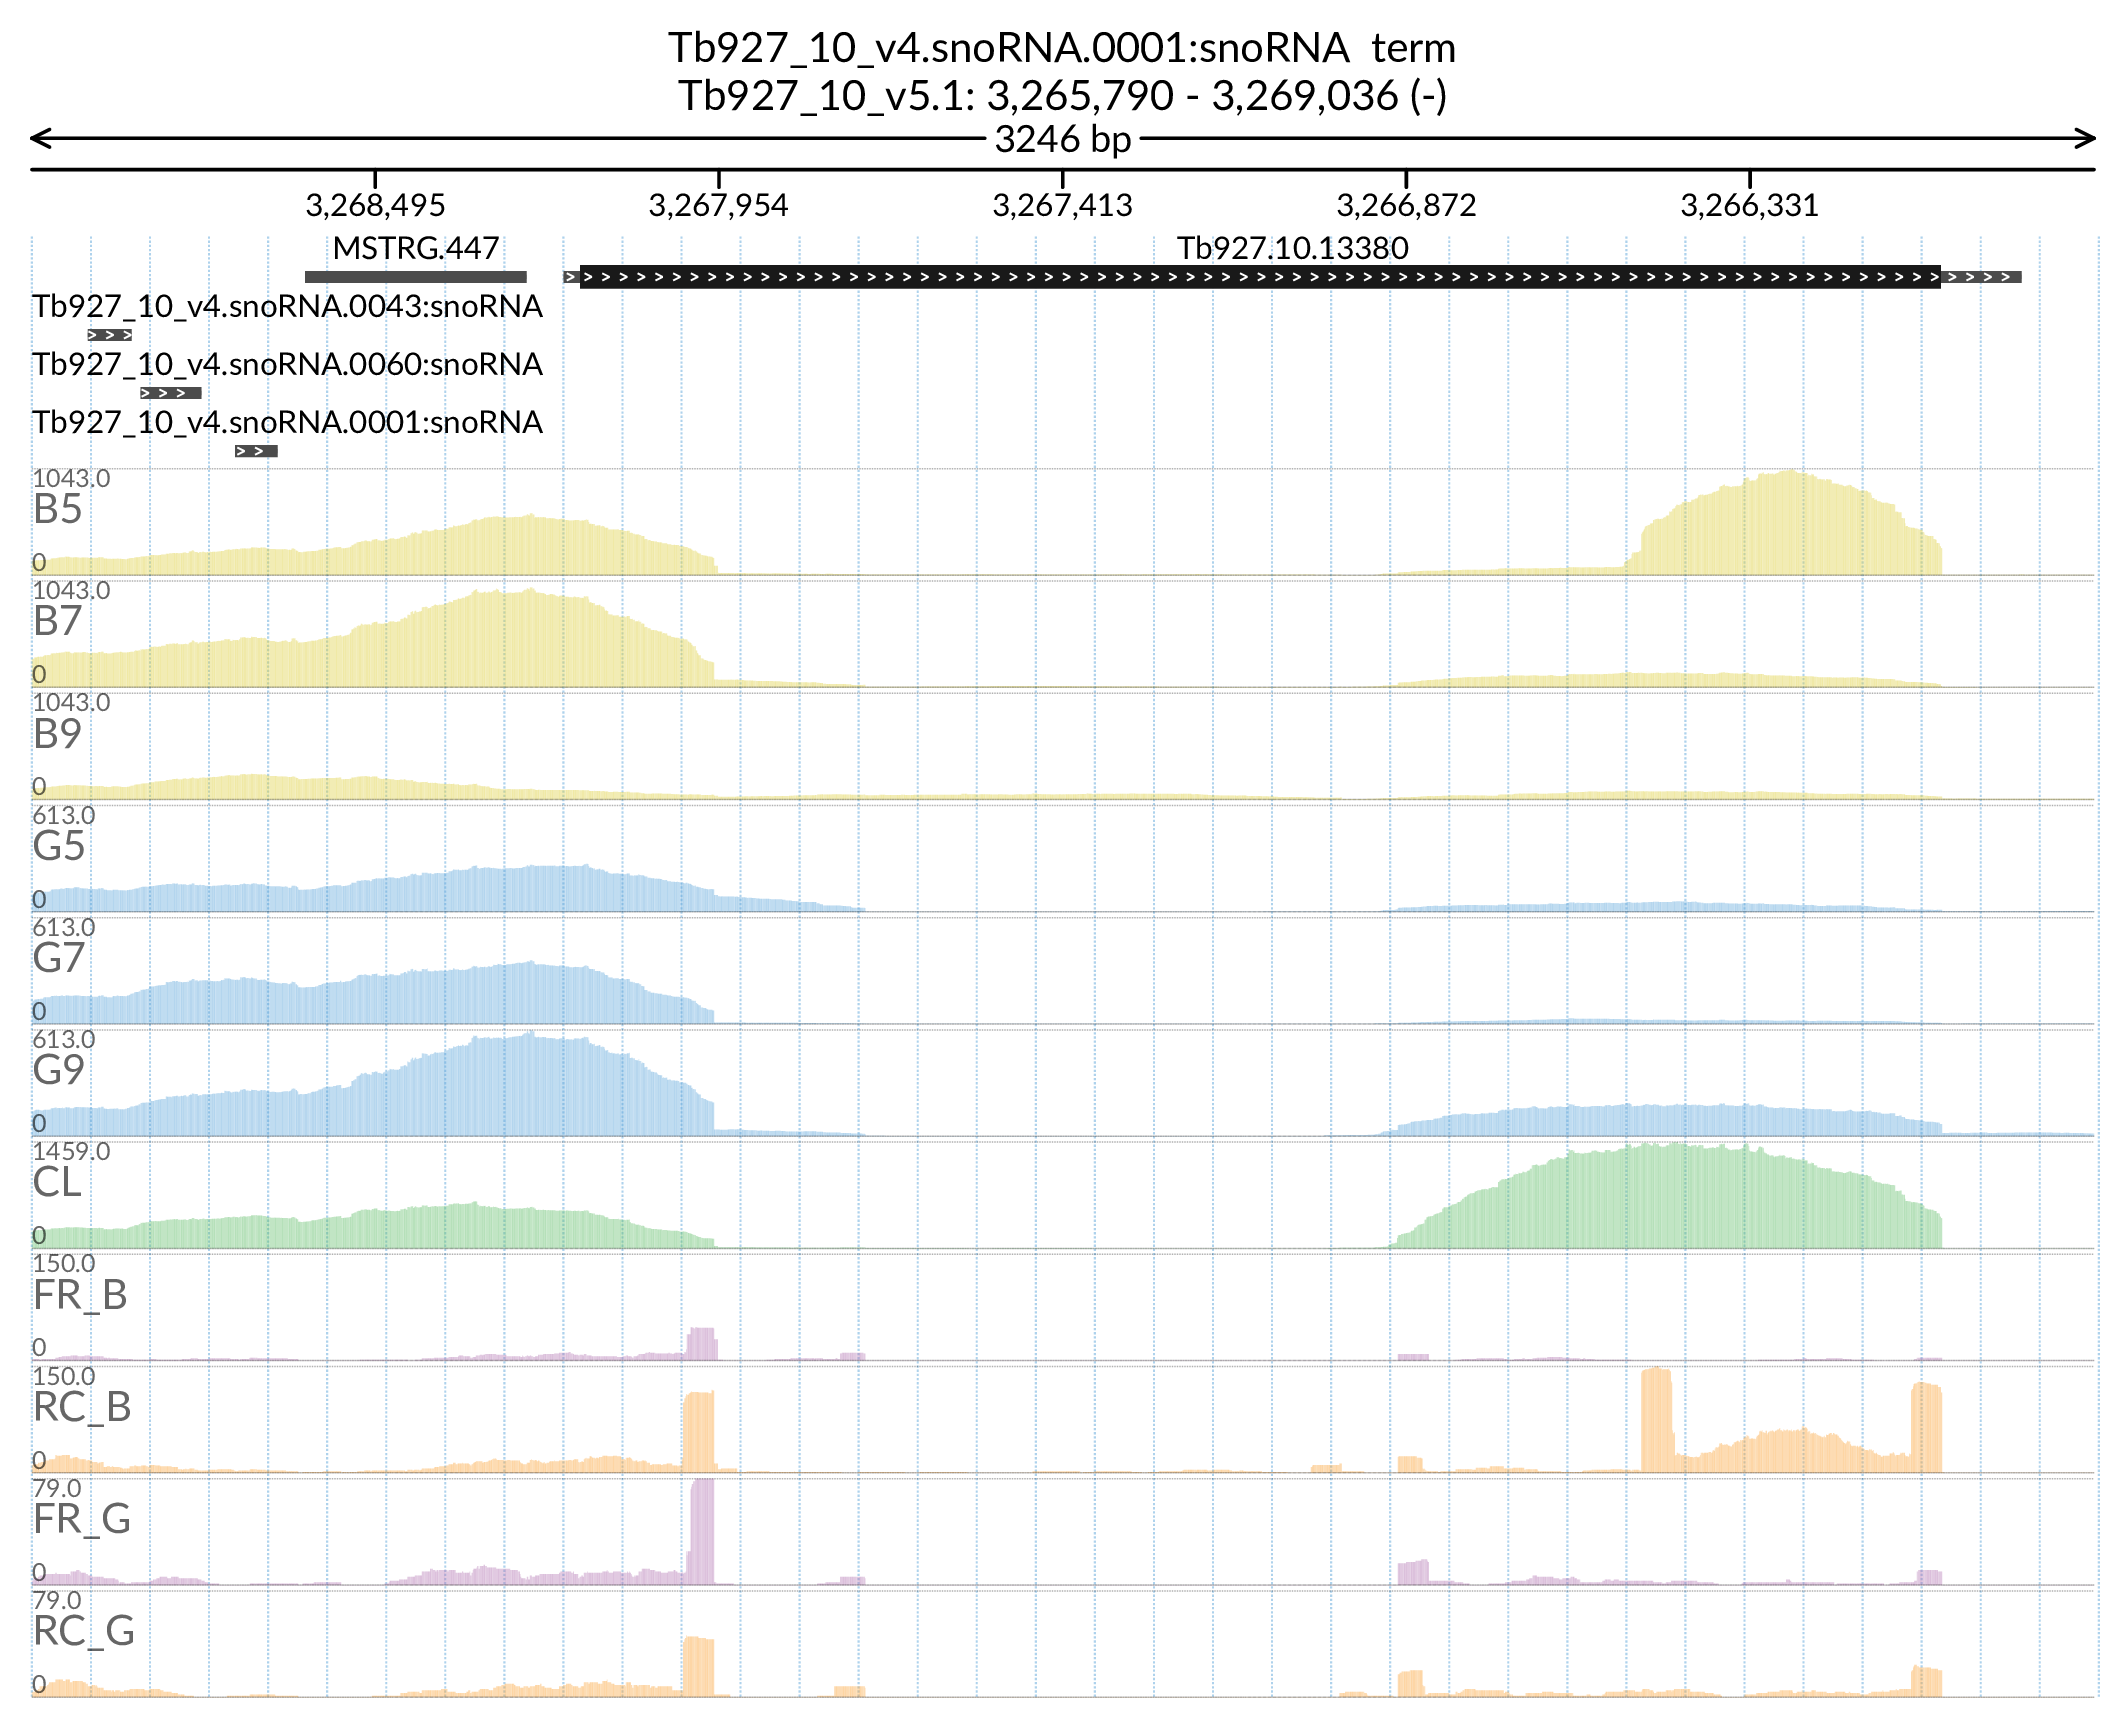 Tb927_10_v4.snoRNA.0001:snoRNA term
Tb927_10_v5.1: 3,265,790 - 3,269,036 (-)
3246 bp
3,268,495 3,267,954 3,267,413 3,266,872 3,266,331
MSTRG.447 Tb927.10.13380
Tb927_10_v4.snoRNA.0043:snoRNA
Tb927_10_v4.snoRNA.0060:snoRNA
Tb927_10_v4.snoRNA.0001:snoRNA
1043.0
B5
0
1043.0
B7
0
1043.0
B9
0
613.0
G5
0
613.0
G7
0
613.0
G9
0
1459.0
CL
0
150.0
FR_B
0
150.0
RC_B
0
79.0
FR_G
0
79.0
RC_G
0